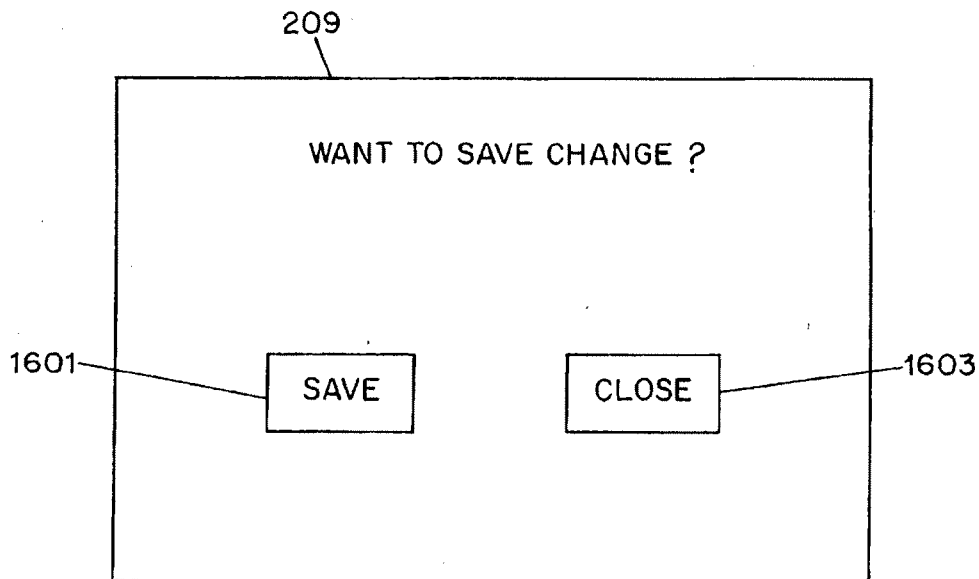 209
WANT TO SAVE CHANGE ?
1601
SAVE
CLOSE
1603